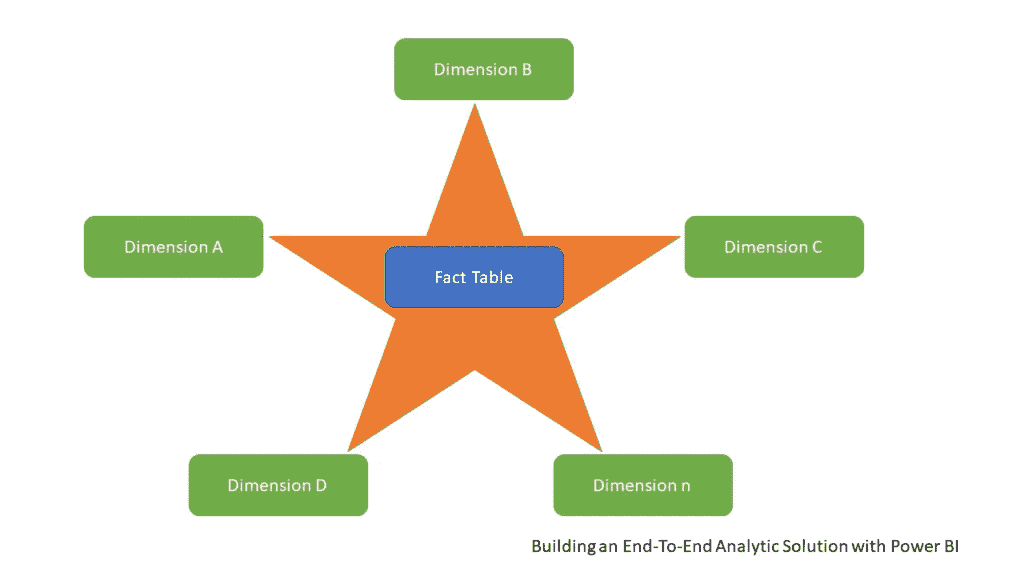 Dimension B
Dimension A
Dimension C
Fact Table
Dimension D
Dimension n
Building an End-To-End Analytic Solution with Power BI